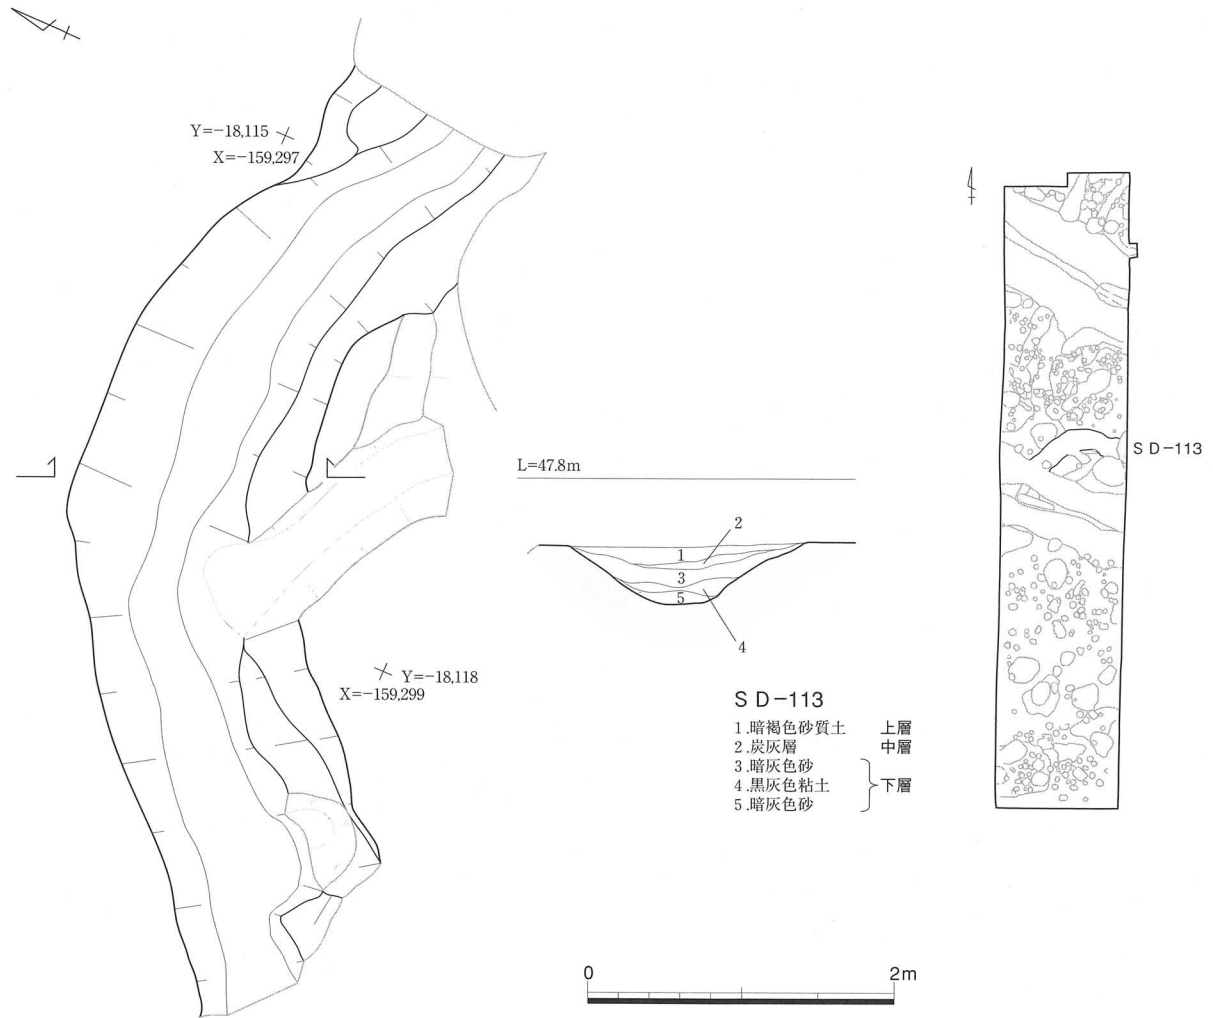 Y=-18,115
X=-159,297
SD-113
L=47.8m
2
1
3
5
4
Y=-18,118
X=-159,299
SD-113
1.暗褐色砂質土 上層
2.炭灰層 中層
3.暗灰色砂
4.黒灰色粘土 下層
5.暗灰色砂
0 2m